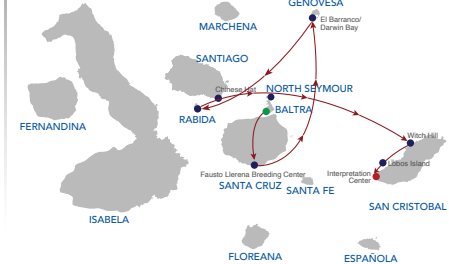 GENOVESA
El Barranco/
Darwin Bay
MARCHENA
SANTIAGO
Chinese Hat
NORTH SEYMOUR
RABIDA
BALTRA
FERNANDINA
Witch Hill
Lobos Island
Fausto Llerena Breeding Center
Interpretation
Center
SANTA CRUZ
SANTA FE
SAN CRISTOBAL
ISABELA
FLOREANA
ESPAÑOLA